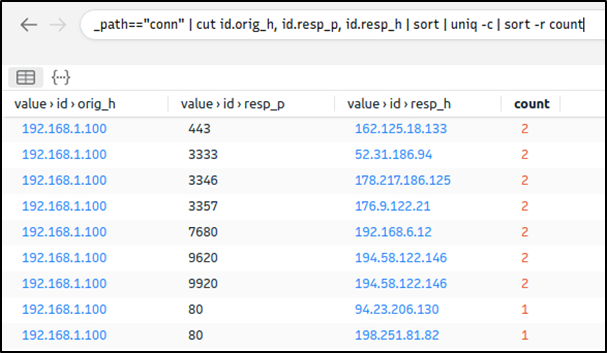 _path=="conn" | cut id.orig_h, id.resp_p, id.resp_h | sort | uniq -c | sort -r count
{...}
value › id › orig_h value › id › resp_p value › id › resp_h count
192.168.1.100 443 162.125.18.133 2
192.168.1.100 3333 52.31.186.94 2
192.168.1.100 3346 178.217.186.125 2
192.168.1.100 3357 176.9.122.21 2
192.168.1.100 7680 192.168.6.12 2
192.168.1.100 9620 194.58.122.146 2
192.168.1.100 9920 194.58.122.146 2
192.168.1.100 80 94.23.206.130 1
192.168.1.100 80 198.251.81.82 1